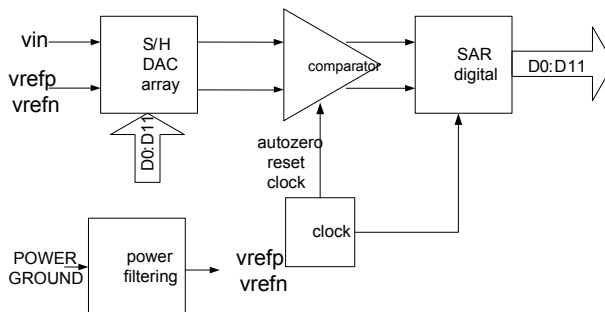 vin
vrefp
vrefn
S/H
DAC
array
D0:D11
comparator
SAR
digital
D0:D11
autozero
reset
clock
clock
POWER
GROUND
power
filtering
vrefp
vrefn